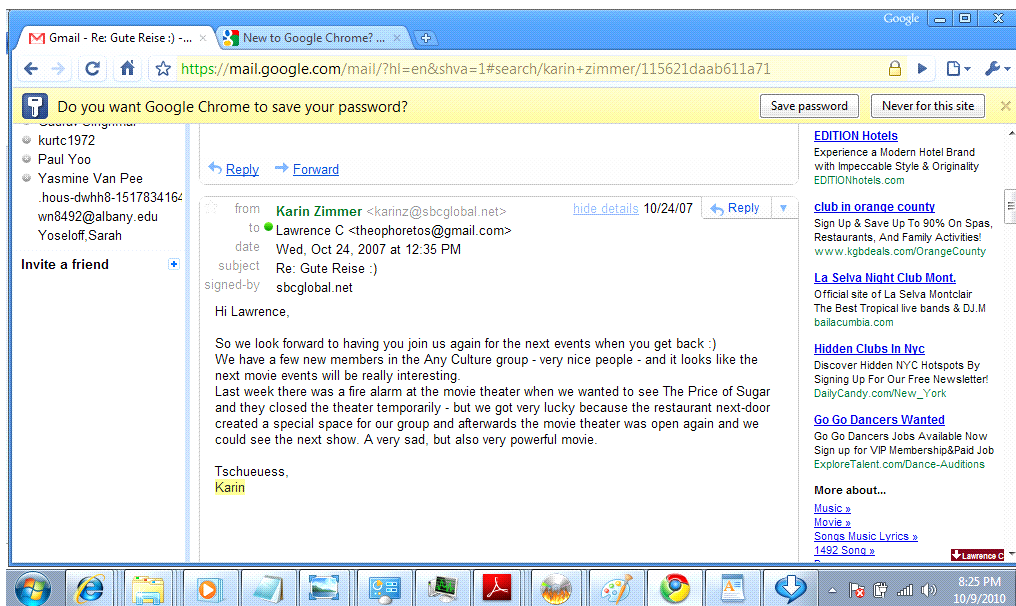 Google
Gmail - Re: Gute Reise :) -...
New to Google Chrome? ...
https://mail.google.com/mail/?hl=en&shva=1#search/karin+zimmer/115621daab611a71
Do you want Google Chrome to save your password?
Save password
Never for this site
kurtc1972
Paul Yoo
Yasmine Van Pee
.hous-dwhh8-1517834164
wn8492@albany.edu
Yoseloff,Sarah
Invite a friend
Reply
Forward
from Karin Zimmer <karinz@sbcglobal.net>
hide details 10/24/07
Reply
to Lawrence C <theophoretos@gmail.com>
date Wed, Oct 24, 2007 at 12:35 PM
subject Re: Gute Reise :)
signed-by sbcglobal.net
Hi Lawrence,
So we look forward to having you join us again for the next events when you get back :)
We have a few new members in the Any Culture group - very nice people - and it looks like the
next movie events will be really interesting.
Last week there was a fire alarm at the movie theater when we wanted to see The Price of Sugar
and they closed the theater temporarily - but we got very lucky because the restaurant next-door
created a special space for our group and afterwards the movie theater was open again and we
could see the next show. A very sad, but also very powerful movie.
Tschueuess,
Karin
EDITION Hotels
Experience a Modern Hotel Brand
with Impeccable Style & Originality
EDITIONhotels.com
club in orange county
Sign Up & Save Up To 90% On Spas,
Restaurants, And Family Activities!
www.kgbdeals.com/OrangeCounty
La Selva Night Club Mont.
Official site of La Selva Montclair
The Best Tropical live bands & DJ.M
bailacumbia.com
Hidden Clubs In Nyc
Discover Hidden NYC Hotspots By
Signing Up For Our Free Newsletter!
DailyCandy.com/New_York
Go Go Dancers Wanted
Go Go Dancers Jobs Available Now
Sign up for VIP Membership&Paid Job
ExploreTalent.com/Dance-Auditions
More about...
Music »
Movie »
Songs Music Lyrics »
1492 Song »
Lawrence C
8:25 PM
10/9/2010